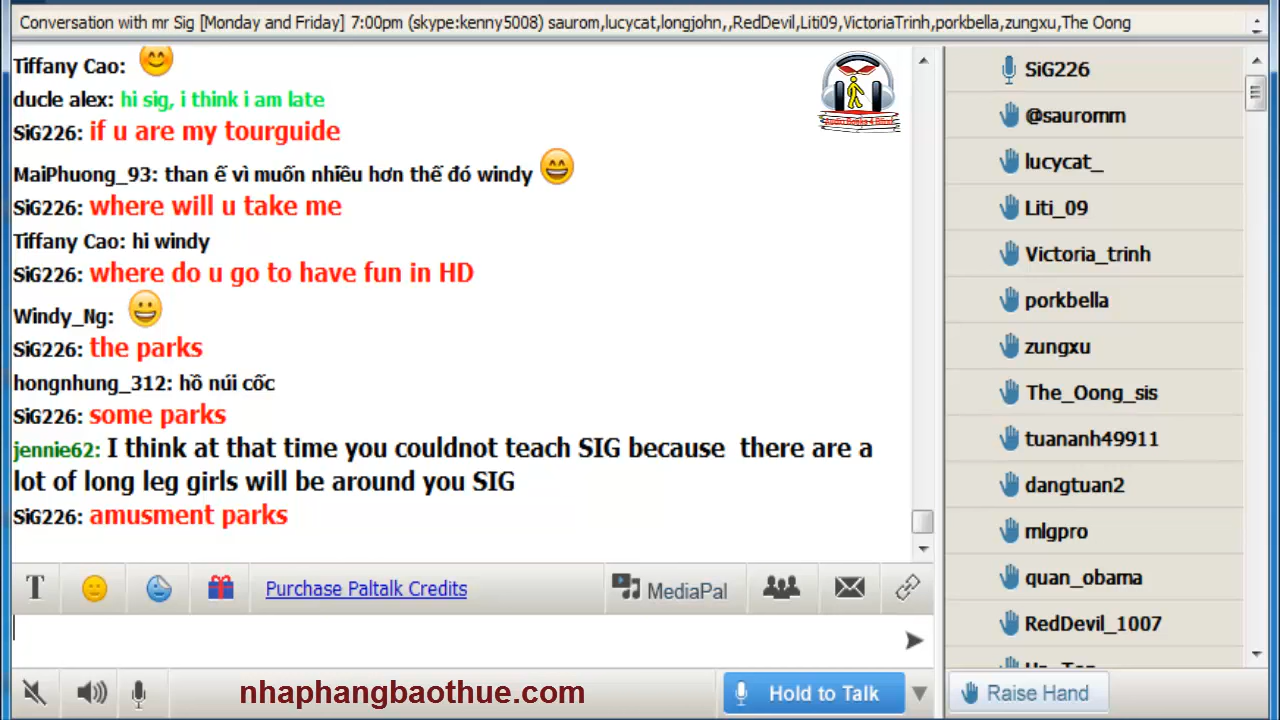 Conversation with mr Sig [Monday and Friday] 7:00pm (skype:kenny5008) saurom,lucycat,longjohn,,RedDevil,Liti09,VictoriaTrinh,porkbella,zungxu,The Oong
Tiffany Cao:
ducle alex: hi sig, i think i am late
SiG226: if u are my tourguide
MaiPhuong_93: than ế vì muốn nhiều hơn thế đó windy
SiG226: where will u take me
Tiffany Cao: hi windy
SiG226: where do u go to have fun in HD
Windy_Ng:
SiG226: the parks
hongnhung_312: hồ núi cốc
SiG226: some parks
jennie62: I think at that time you couldnot teach SIG because there are a
lot of long leg girls will be around you SIG
SiG226: amusment parks
T
Purchase Paltalk Credits
MediaPal
nhaphangbaothue.com
Hold to Talk
SiG226
@sauromm
lucycat_
Liti_09
Victoria_trinh
porkbella
zungxu
The_Oong_sis
tuananh49911
dangtuan2
mlgpro
quan_obama
RedDevil_1007
Raise Hand